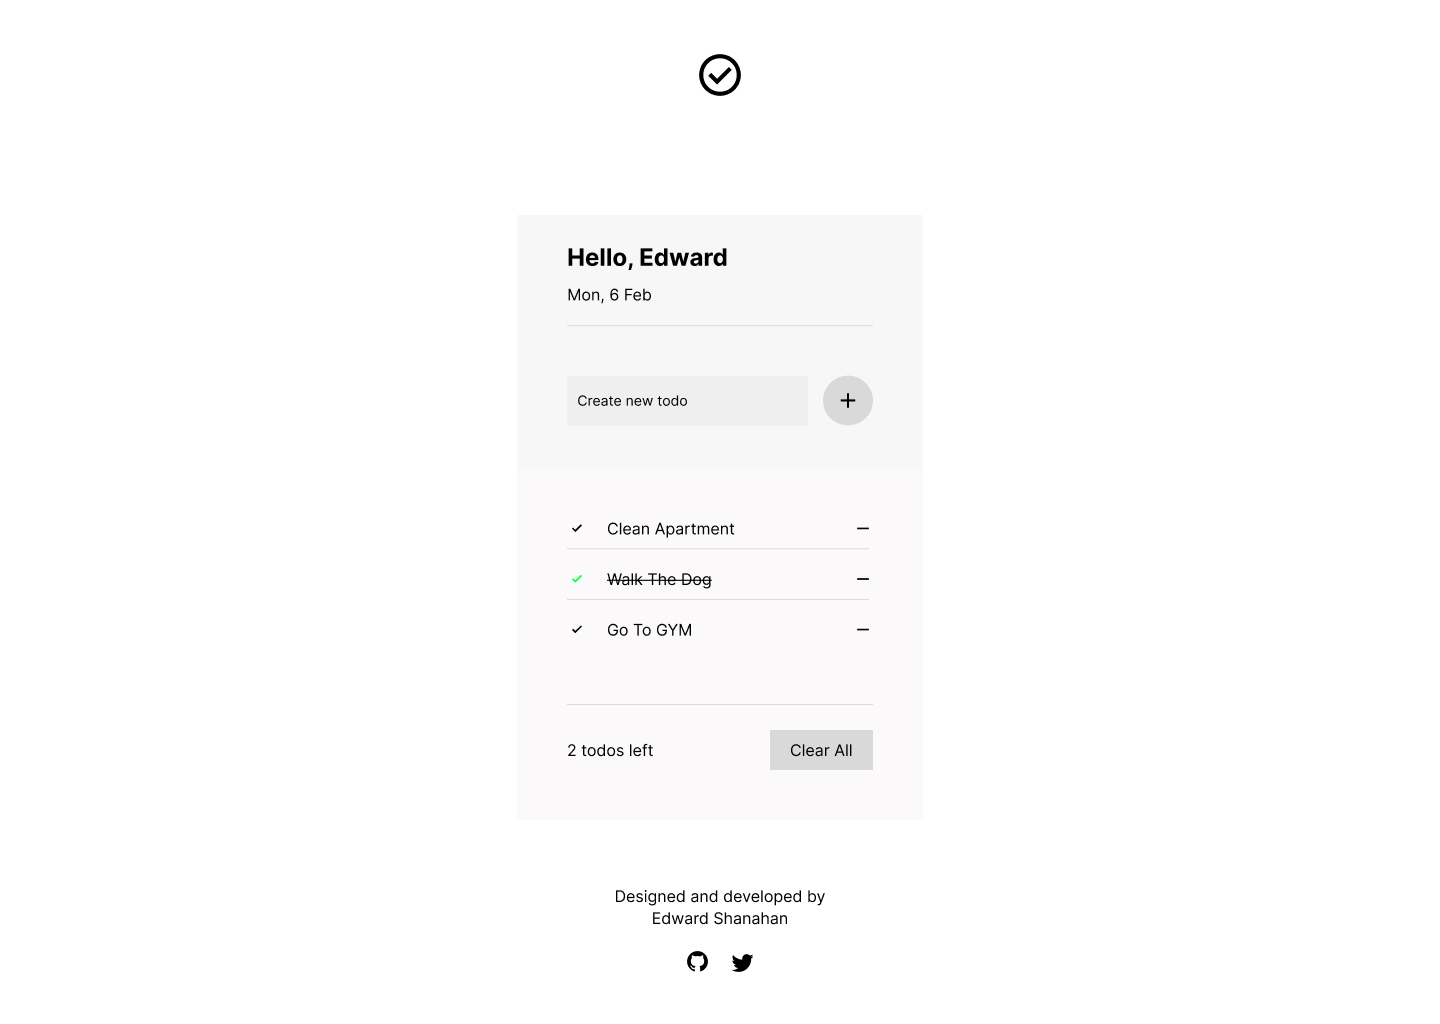 Hello, Edward
Mon, 6 Feb
Create new todo
Clean Apartment
Walk The Dog
Go To GYM
2 todos left
Clear All
Designed and developed by
Edward Shanahan